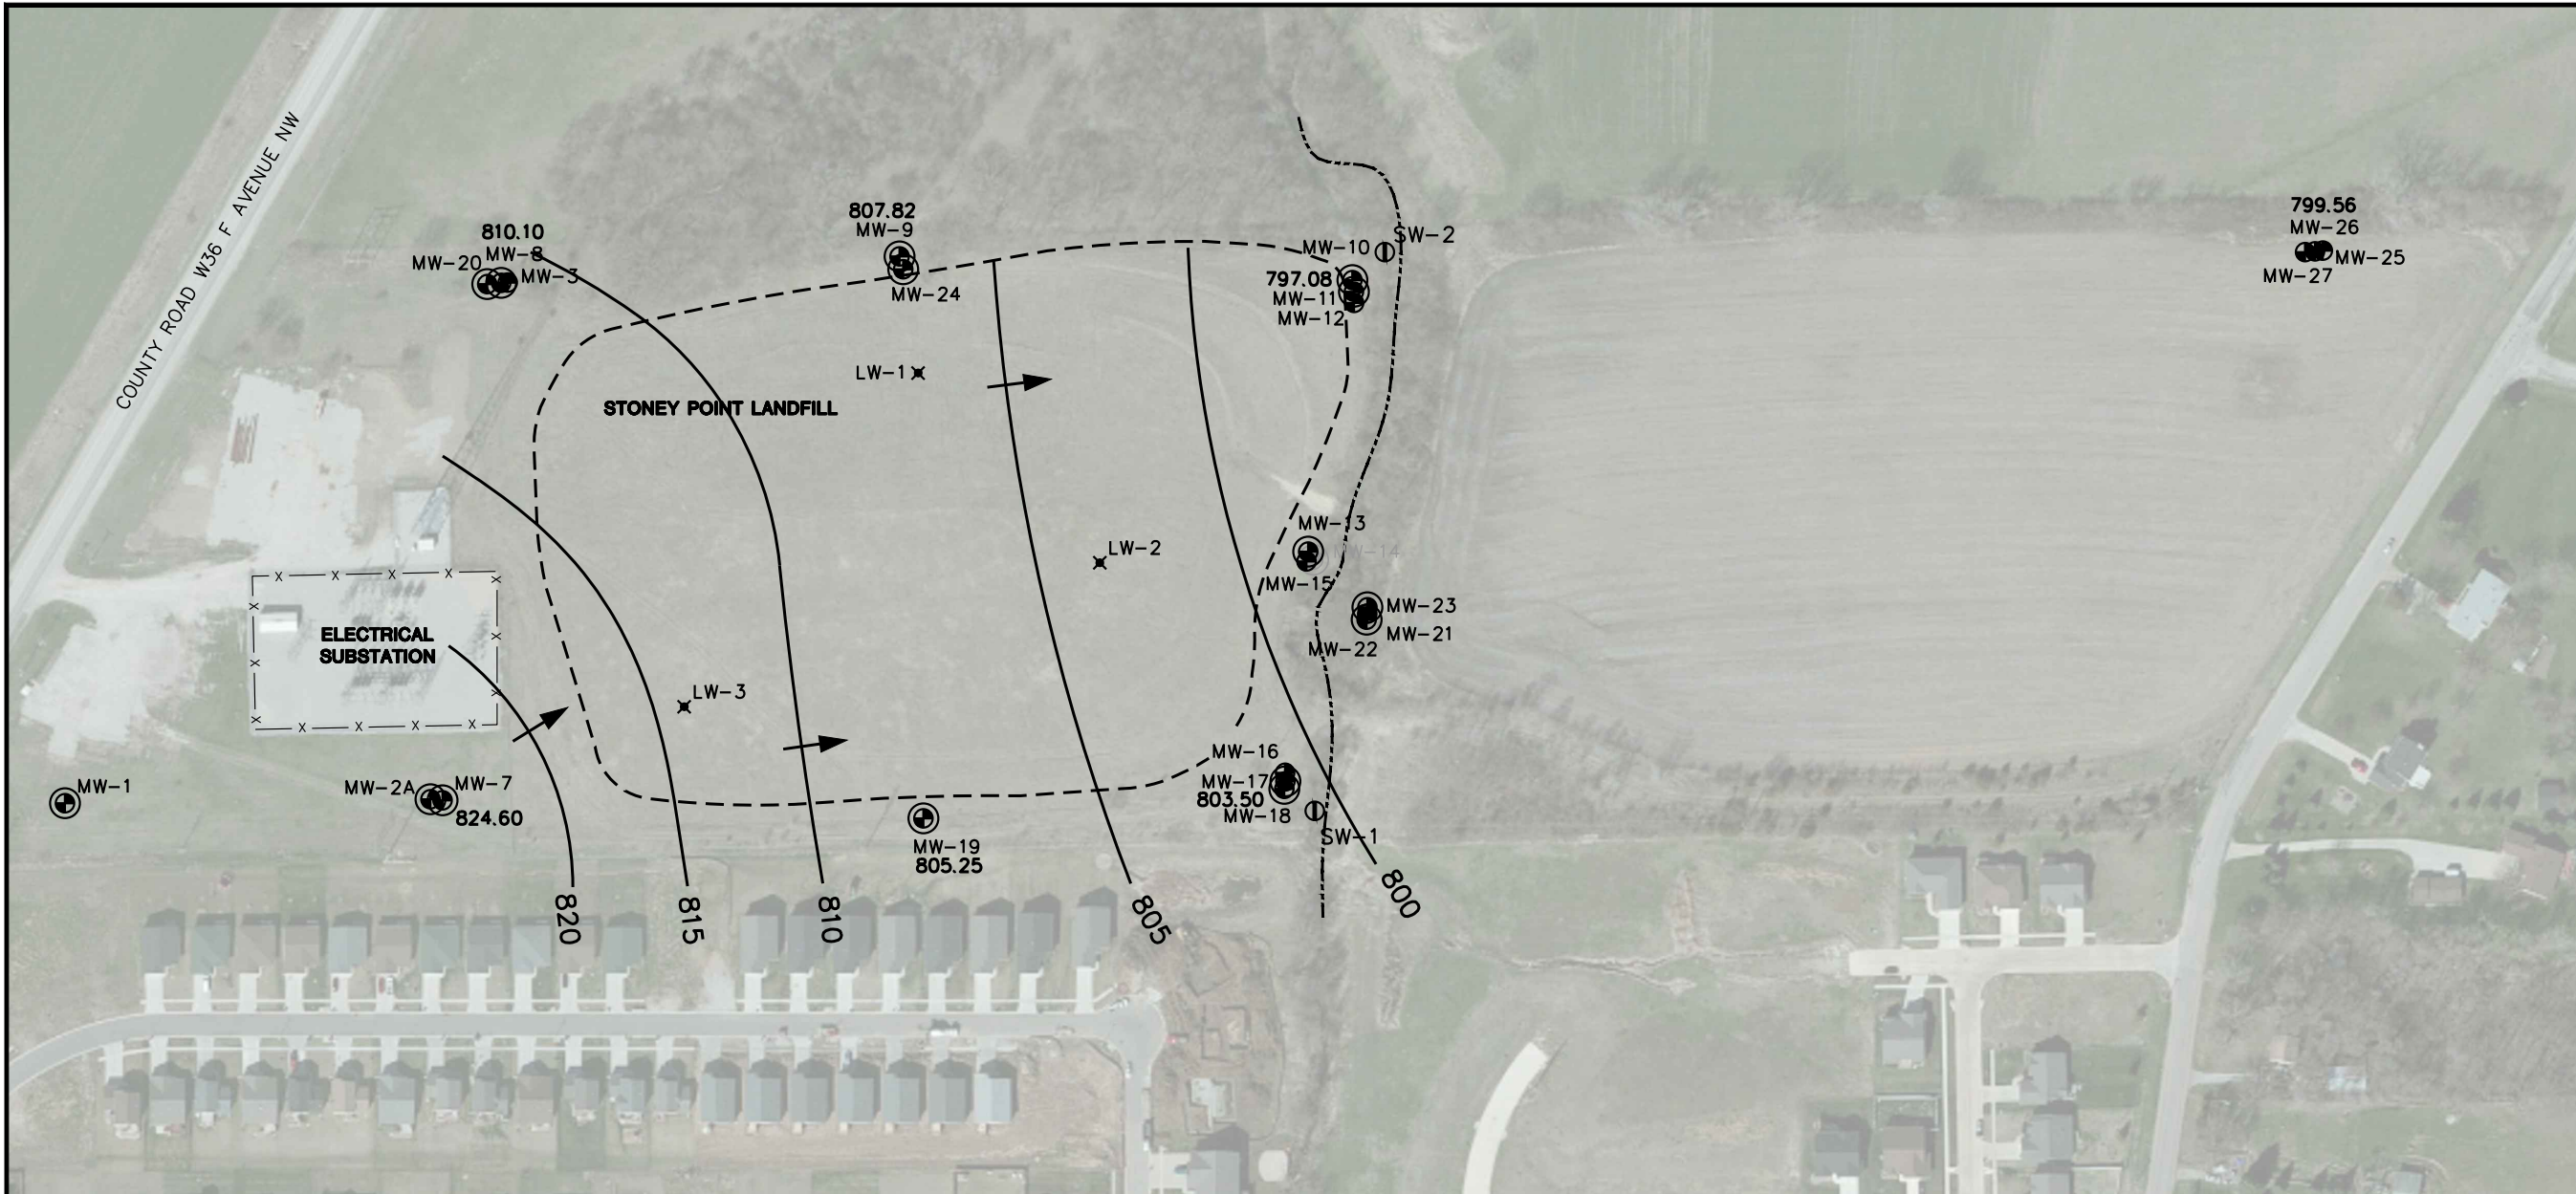 COUNTY ROAD W36 F AVENUE NW
810.10
MW-8
MW-20
MW-3
807.82
MW-9
MW-24
SW-2
MW-10
797.08
MW-11
MW-12
799.56
MW-26
MW-25
MW-27
LW-1
STONEY POINT LANDFILL
MW-13
MW-14
MW-15
LW-2
MW-23
MW-21
MW-22
ELECTRICAL
SUBSTATION
X X X X
X X
X X
X X
X X X X
LW-3
MW-16
MW-17
803.50
MW-18
SW-1
MW-1
MW-2A
MW-7
824.60
MW-19
805.25
820
815
810
805
800